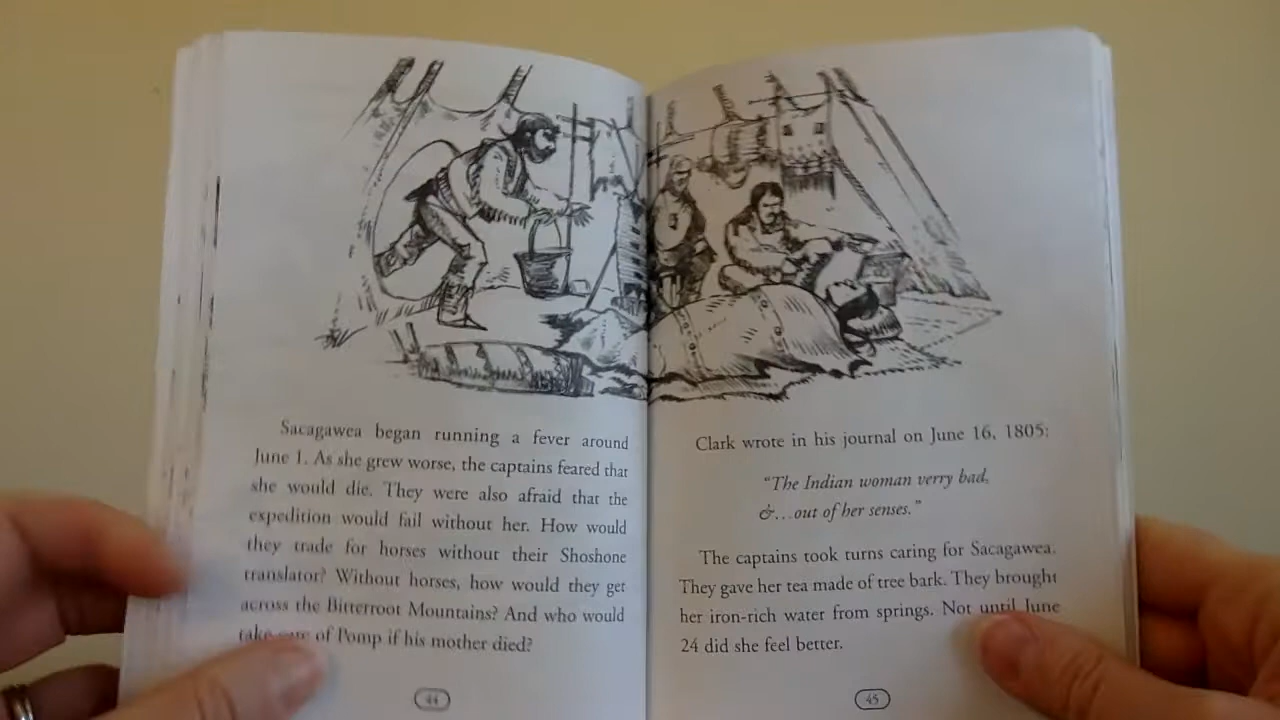 Sacagawea began running a fever around
June 1. As she grew worse, the captains feared that
she would die. They were also afraid that the
expedition would fail without her. How would
they trade for horses without their Shoshone
translator? Without horses, how would they get
across the Bitterroot Mountains? And who would
take care of Pomp if his mother died?
44
Clark wrote in his journal on June 16, 1805:
“The Indian woman verry bad,
&…out of her senses.”
The captains took turns caring for Sacagawea.
They gave her tea made of tree bark. They brought
her iron-rich water from springs. Not until June
24 did she feel better.
45